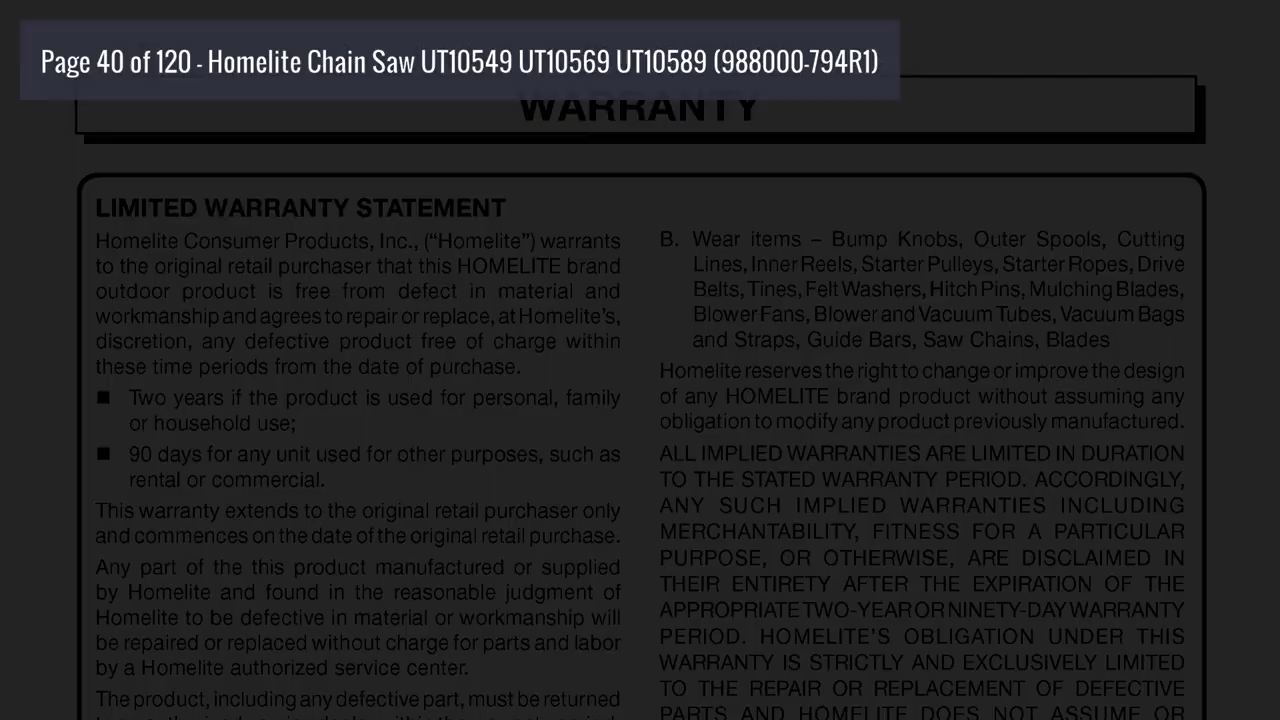 Page 40 of 120 - Homelite Chain Saw UT10549 UT10569 UT10589 (988000-794R1)
WARRANTY
LIMITED WARRANTY STATEMENT
Homelite Consumer Products, Inc., (“Homelite”) warrants
to the original retail purchaser that this HOMELITE brand
outdoor product is free from defect in material and
workmanship and agrees to repair or replace, at Homelite’s,
discretion, any defective product free of charge within
these time periods from the date of purchase.
■ Two years if the product is used for personal, family
or household use;
■ 90 days for any unit used for other purposes, such as
rental or commercial.
This warranty extends to the original retail purchaser only
and commences on the date of the original retail purchase.
Any part of the this product manufactured or supplied
by Homelite and found in the reasonable judgment of
Homelite to be defective in material or workmanship will
be repaired or replaced without charge for parts and labor
by a Homelite authorized service center.
The product, including any defective part, must be returned
B. Wear items – Bump Knobs, Outer Spools, Cutting
Lines, Inner Reels, Starter Pulleys, Starter Ropes, Drive
Belts, Tines, Felt Washers, Hitch Pins, Mulching Blades,
Blower Fans, Blower and Vacuum Tubes, Vacuum Bags
and Straps, Guide Bars, Saw Chains, Blades
Homelite reserves the right to change or improve the design
of any HOMELITE brand product without assuming any
obligation to modify any product previously manufactured.
ALL IMPLIED WARRANTIES ARE LIMITED IN DURATION
TO THE STATED WARRANTY PERIOD. ACCORDINGLY,
ANY SUCH IMPLIED WARRANTIES INCLUDING
MERCHANTABILITY, FITNESS FOR A PARTICULAR
PURPOSE, OR OTHERWISE, ARE DISCLAIMED IN
THEIR ENTIRETY AFTER THE EXPIRATION OF THE
APPROPRIATE TWO-YEAR OR NINETY-DAY WARRANTY
PERIOD. HOMELITE’S OBLIGATION UNDER THIS
WARRANTY IS STRICTLY AND EXCLUSIVELY LIMITED
TO THE REPAIR OR REPLACEMENT OF DEFECTIVE
PARTS AND HOMELITE DOES NOT ASSUME OR